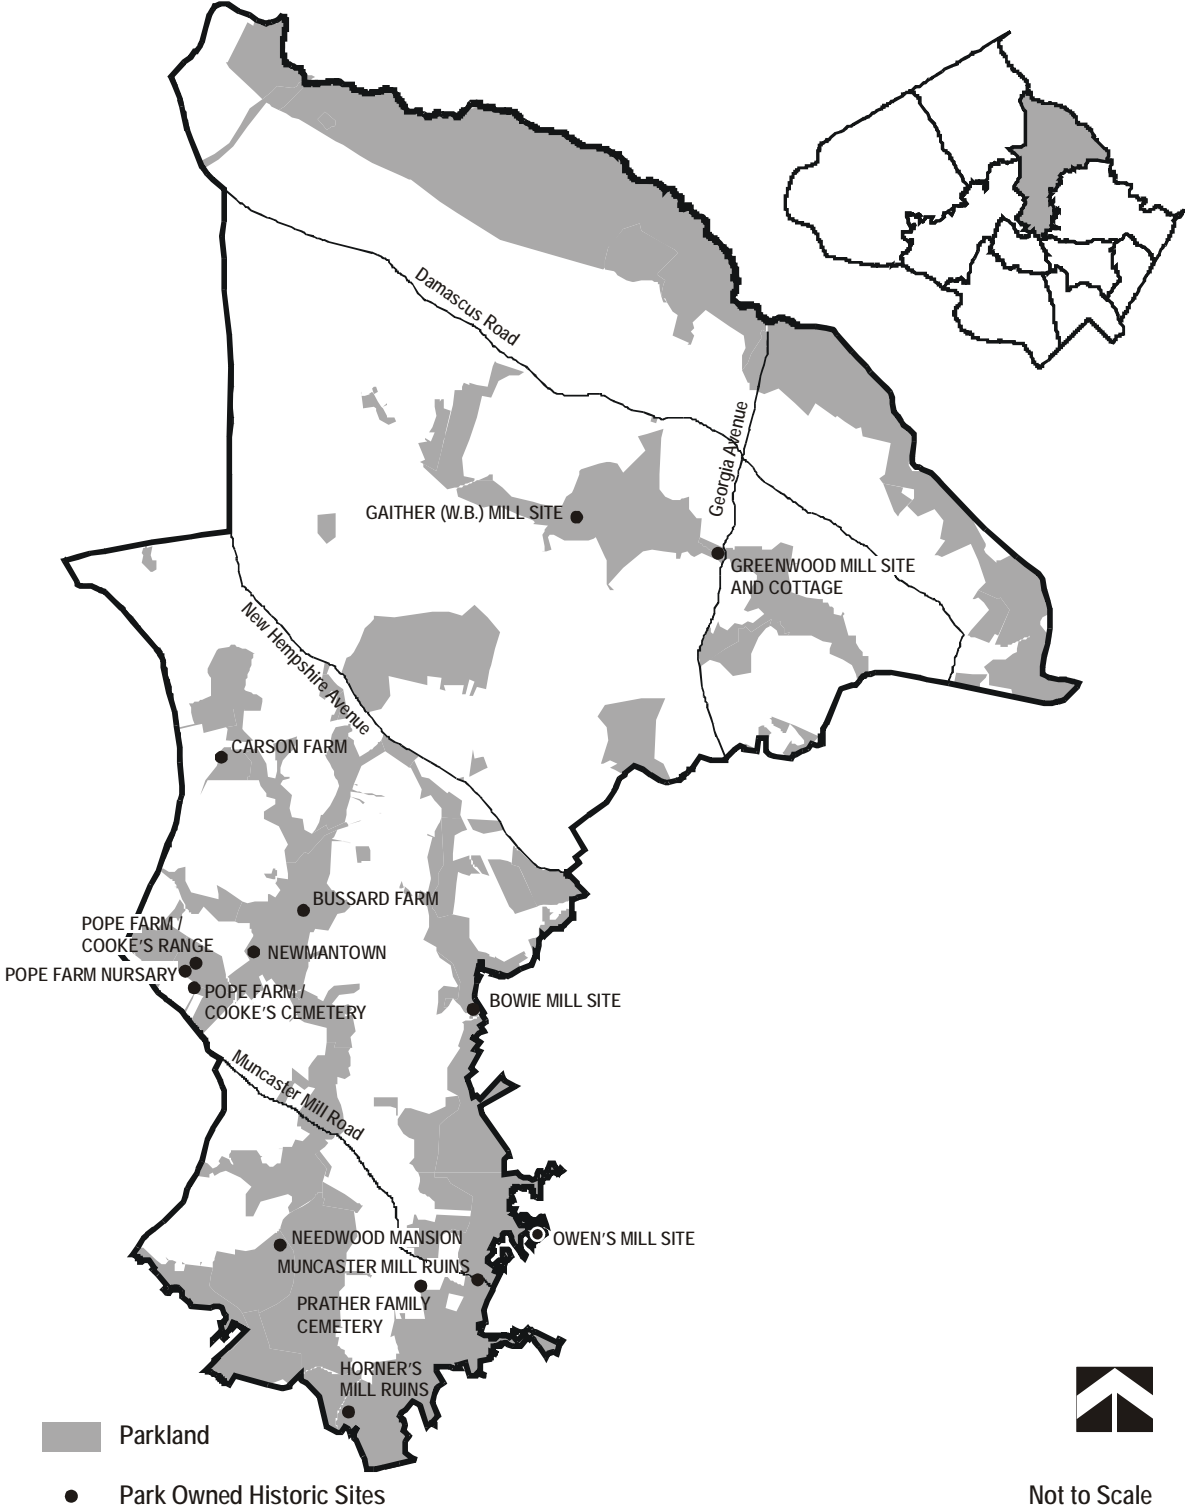 Damascus Road
Georgia Avenue
GAITHER (W.B.) MILL SITE
GREENWOOD MILL SITE
AND COTTAGE
New Hempshire Avenue
CARSON FARM
BUSSARD FARM
POPE FARM /
COOKE'S RANGE
NEWMANTOWN
POPE FARM NURSARY
POPE FARM /
COOKE'S CEMETERY
BOWIE MILL SITE
Muncaster Mill Road
NEEDWOOD MANSION
OWEN'S MILL SITE
MUNCASTER MILL RUINS
PRATHER FAMILY
CEMETERY
HORNER'S
MILL RUINS
Parkland
Park Owned Historic Sites
Not to Scale